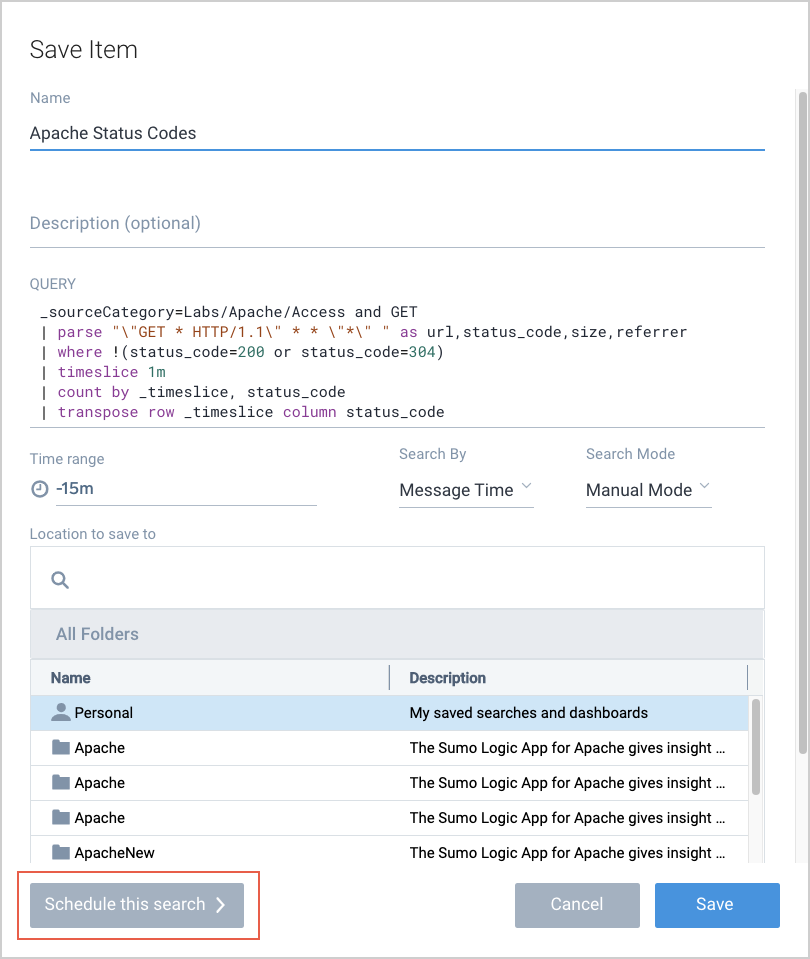 Save Item
Name
Apache Status Codes
Description (optional)
QUERY
_sourceCategory=Labs/Apache/Access and GET
| parse "\"GET * HTTP/1.1\" * * \"*\" " as url,status_code,size,referrer
| where !(status_code=200 or status_code=304)
| timeslice 1m
| count by _timeslice, status_code
| transpose row _timeslice column status_code
Time range
-15m
Search By
Message Time
Search Mode
Manual Mode
Location to save to
All Folders
Name Description
Personal My saved searches and dashboards
Apache The Sumo Logic App for Apache gives insight ...
Apache The Sumo Logic App for Apache gives insight ...
Apache The Sumo Logic App for Apache gives insight ...
ApacheNew The Sumo Logic App for Apache gives insight ...
Schedule this search Cancel Save